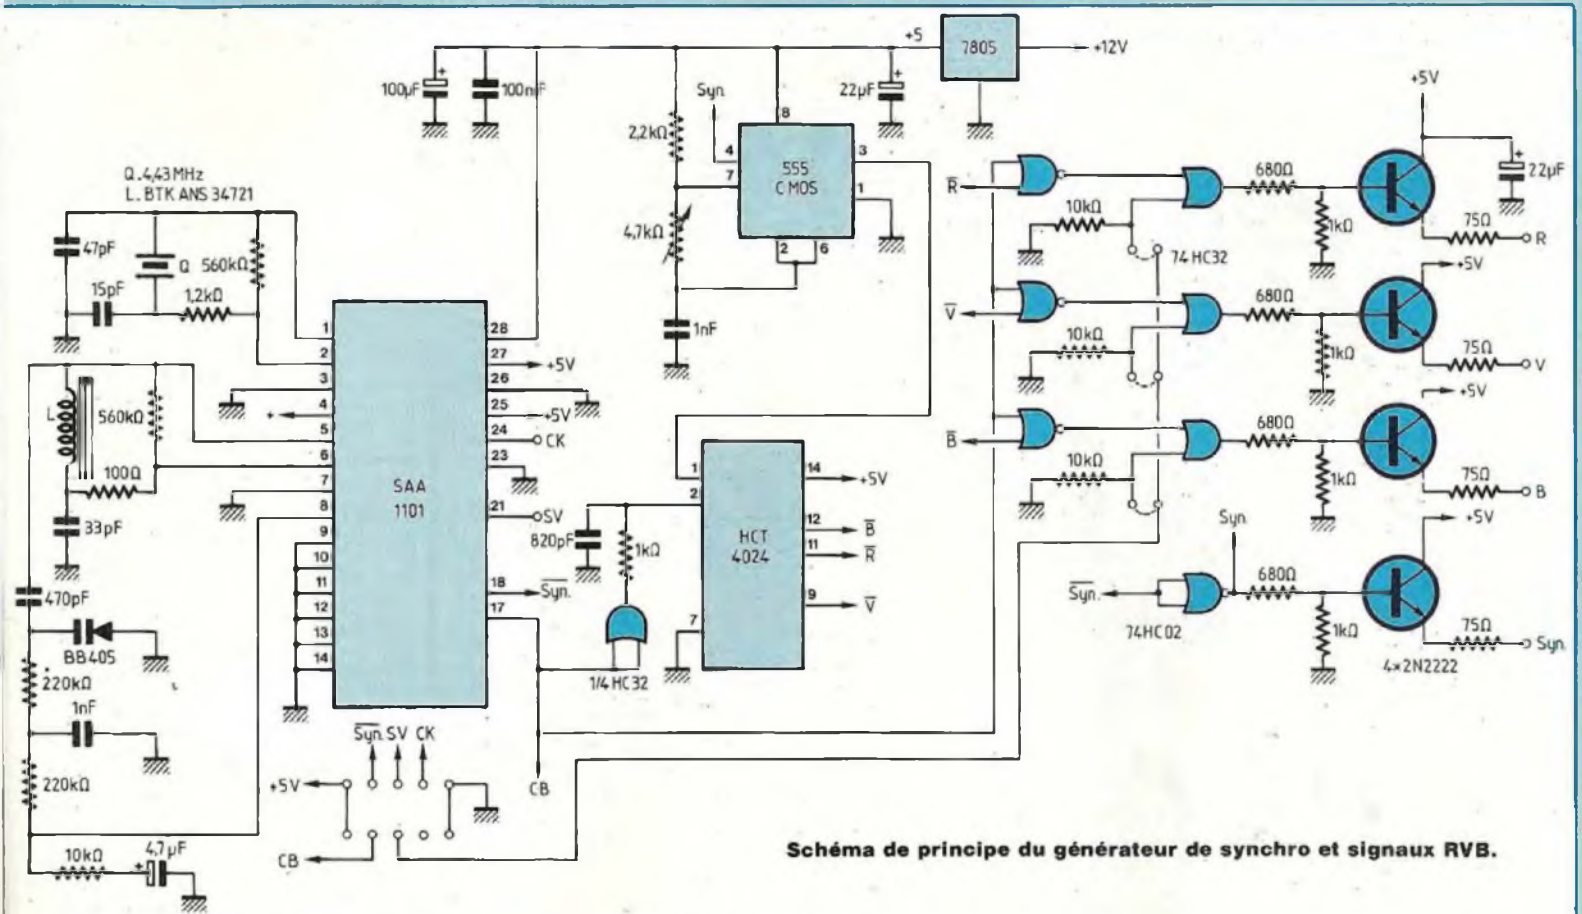 +5
7805
+12V
100µF
+
100nF
Syn.
22µF
+
2,2kΩ
8
4
555
CMOS
3
7
1
2
6
4,7kΩ
1nF
Q.4,43MHz
L.BTK ANS 34721
47pF
Q
560kΩ
15pF
1,2kΩ
L
560kΩ
100Ω
33pF
470pF
BB405
220kΩ
1nF
220kΩ
10kΩ
+
4,7µF
1
2
3
4
+
5
6
7
8
9
10
11
12
13
14
SAA
1101
28
27
+5V
26
25
+5V
24
CK
23
21
SV
18
S̅y̅n̅.
17
820pF
1kΩ
1/4 HC32
1
2
7
HCT
4024
14
+5V
12
B̅
11
R̅
9
V̅
S̅y̅n̅. SV CK
+5V
CB
CB
+5V
R̅
10kΩ
74HC32
680Ω
1kΩ
+
22µF
75Ω
R
+5V
V̅
10kΩ
680Ω
1kΩ
75Ω
V
+5V
B̅
10kΩ
680Ω
1kΩ
75Ω
B
+5V
Syn.
S̅y̅n̅.
74HC02
680Ω
1kΩ
75Ω
Syn.
4×2N2222
Schéma de principe du générateur de synchro et signaux RVB.